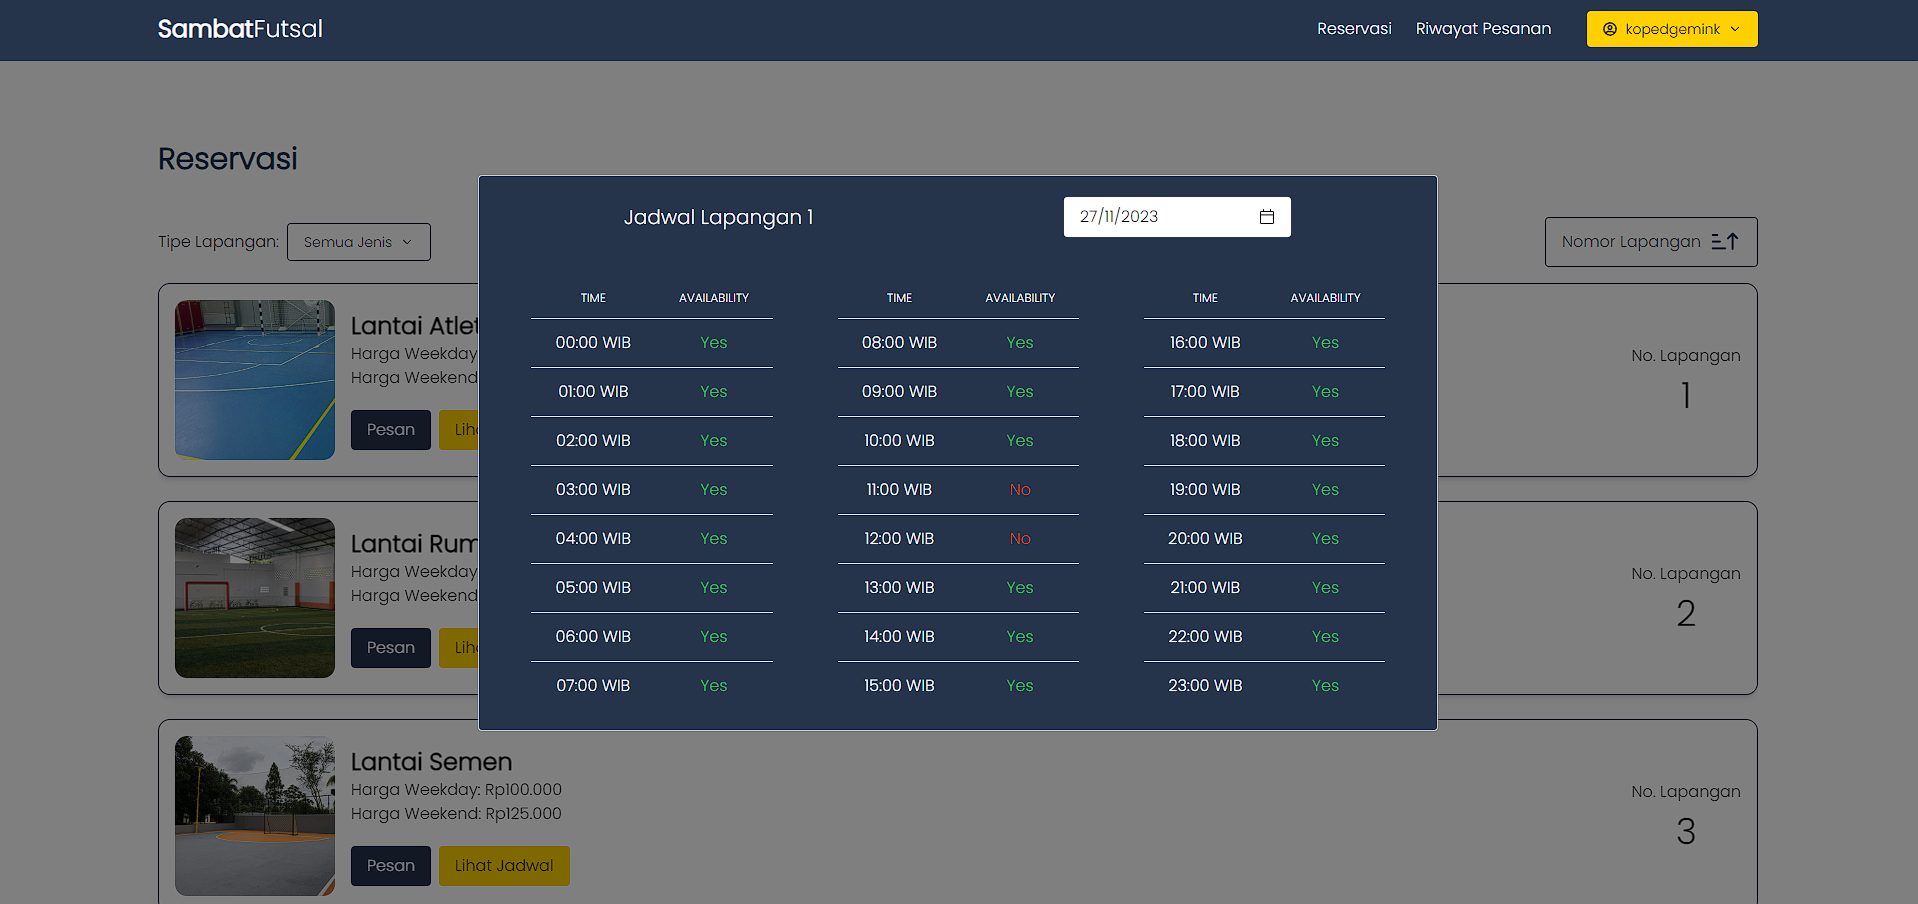 SambatFutsal
Reservasi Riwayat Pesanan kopedgemink
Reservasi
Tipe Lapangan: Semua Jenis
Nomor Lapangan
Jadwal Lapangan 1 27/11/2023
TIME AVAILABILITY TIME AVAILABILITY TIME AVAILABILITY
00:00 WIB Yes 08:00 WIB Yes 16:00 WIB Yes
01:00 WIB Yes 09:00 WIB Yes 17:00 WIB Yes
02:00 WIB Yes 10:00 WIB Yes 18:00 WIB Yes
03:00 WIB Yes 11:00 WIB No 19:00 WIB Yes
04:00 WIB Yes 12:00 WIB No 20:00 WIB Yes
05:00 WIB Yes 13:00 WIB Yes 21:00 WIB Yes
06:00 WIB Yes 14:00 WIB Yes 22:00 WIB Yes
07:00 WIB Yes 15:00 WIB Yes 23:00 WIB Yes
Lantai
Harga Weekday
Harga Weekend
Pesan
No. Lapangan
1
Lantai
Harga Weekday
Harga Weekend
Pesan
No. Lapangan
2
Lantai Semen
Harga Weekday: Rp100.000
Harga Weekend: Rp125.000
Pesan Lihat Jadwal
No. Lapangan
3